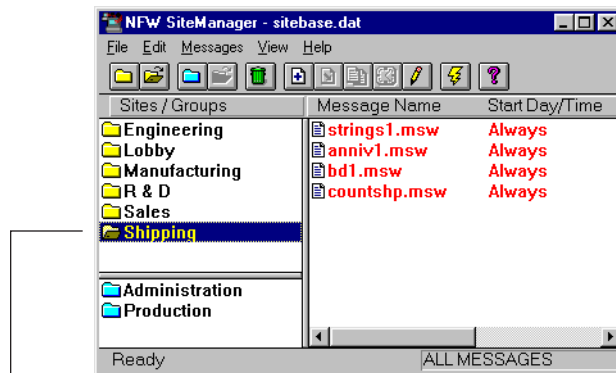 NFW SiteManager - sitebase.dat
File Edit Messages View Help
Sites / Groups
Message Name Start Day/Time
Engineering
Lobby
Manufacturing
R & D
Sales
Shipping
Administration
Production
strings1.msw Always
anniv1.msw Always
bd1.msw Always
countshp.msw Always
Ready
ALL MESSAGES